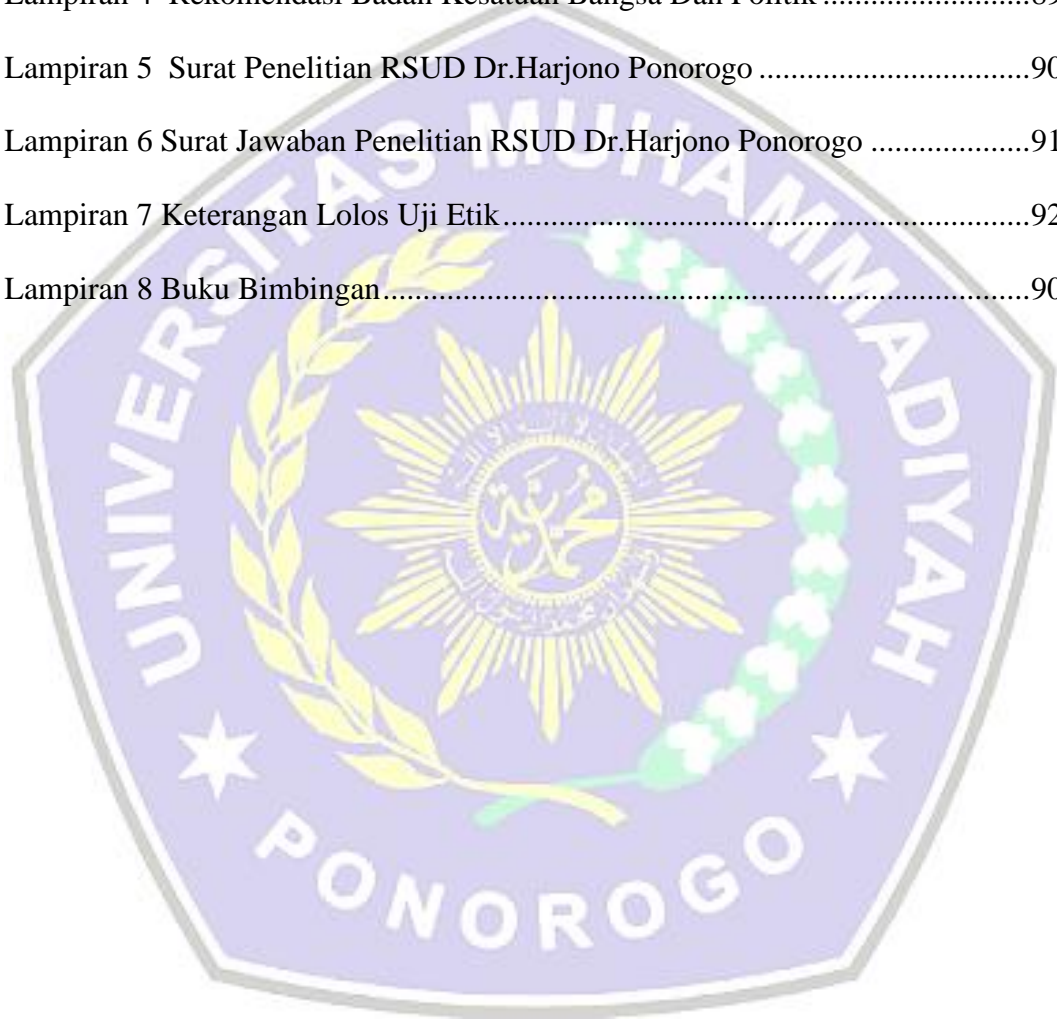 Lampiran 4 Rekomendasi Badan Kesatuan Bangsa Dan Politik ........................89
Lampiran 5  Surat Penelitian RSUD Dr.Harjono Ponorogo ................................90
Lampiran 6 Surat Jawaban Penelitian RSUD Dr.Harjono Ponorogo ...................91
Lampiran 7 Keterangan Lolos Uji Etik ...............................................................92
Lampiran 8 Buku Bimbingan.............................................................................90
UNIVERSITAS MUHAMMADIYAH
PONOROGO